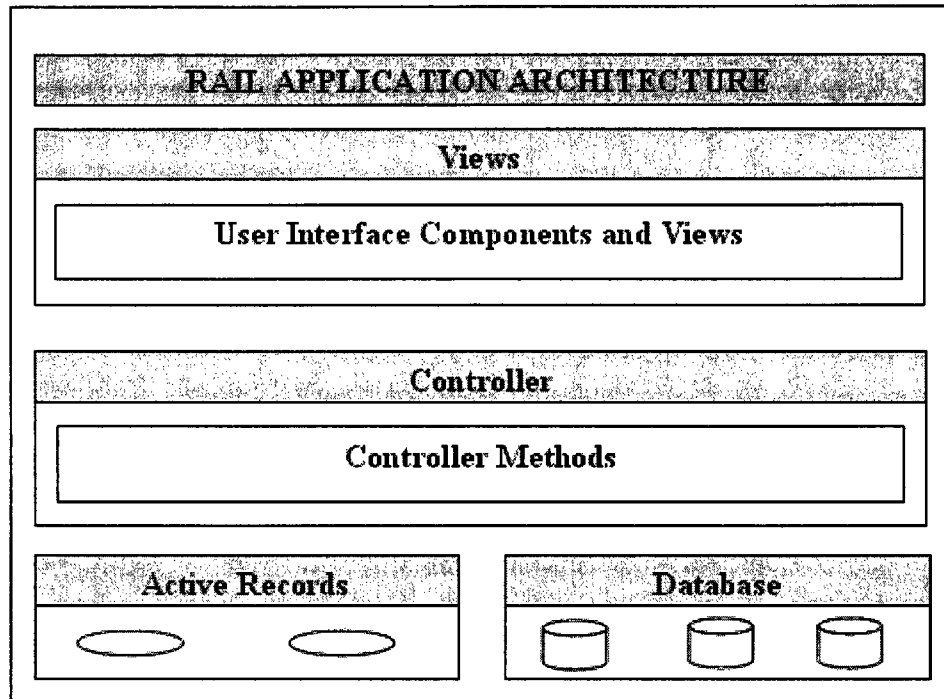 RAIL APPLICATION ARCHITECTURE
Views
User Interface Components and Views
Controller
Controller Methods
Active Records
Database